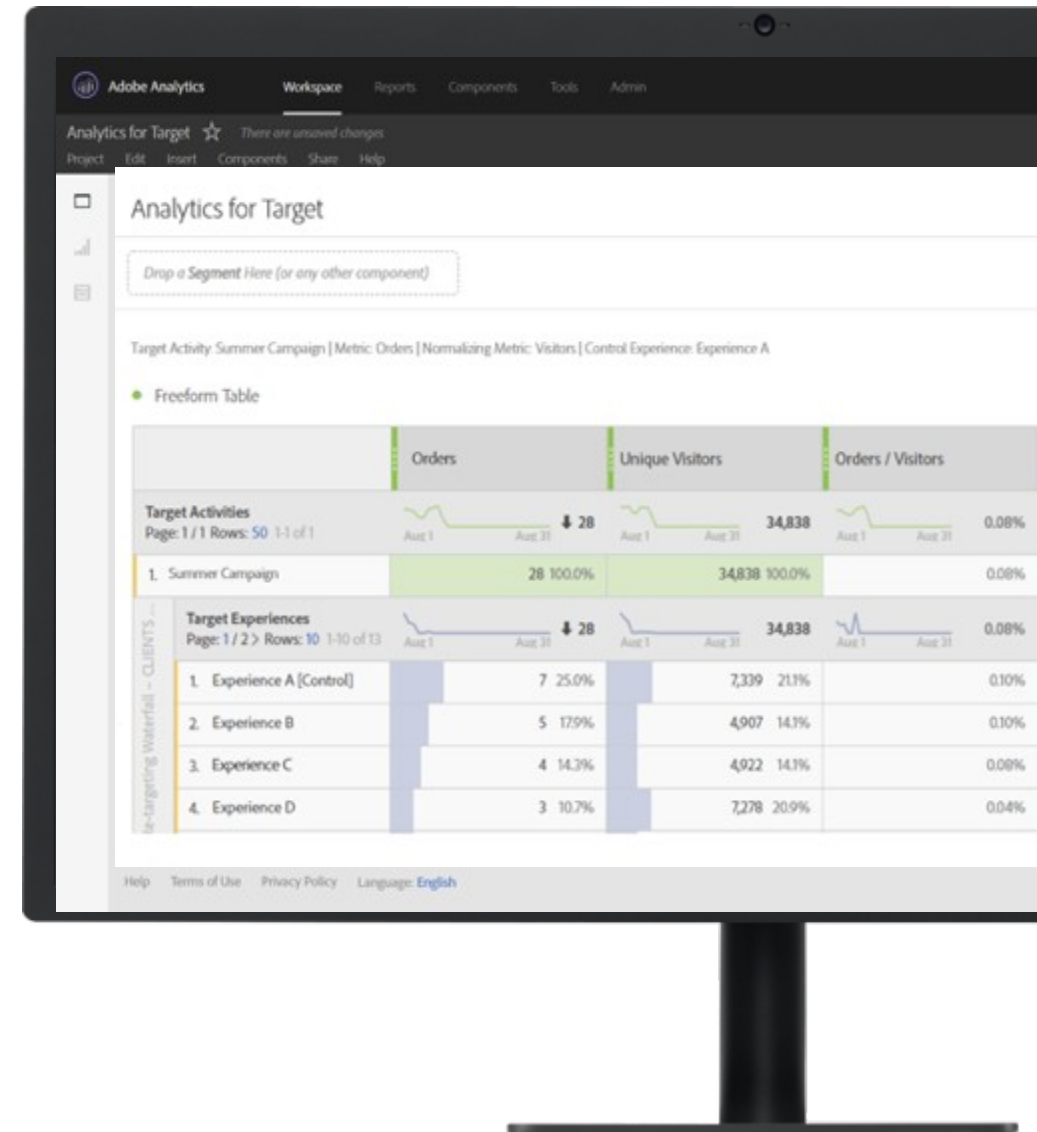 Adobe Analytics Workspace Reports Components Tools Admin
Analytics for Target There are unsaved changes
Project Edit Insert Components Share Help
Analytics for Target
Drop a Segment Here (or any other component)
Target Activity: Summer Campaign | Metric: Orders | Normalizing Metric: Visitors | Control Experience: Experience A
Freeform Table
Orders Unique Visitors Orders / Visitors
Target Activities
Page: 1 / 1 Rows: 50 1-1 of 1
Aug 1 Aug 31 28 Aug 1 Aug 31 34,838 Aug 1 Aug 31 0.08%
1. Summer Campaign 28 100.0% 34,838 100.0% 0.08%
Target Experiences
Page: 1 / 2 > Rows: 10 1-10 of 13
Aug 1 Aug 31 28 Aug 1 Aug 31 34,838 Aug 1 Aug 31 0.08%
te-targeting Waterfall – CLIENTS ...
1. Experience A [Control] 7 25.0% 7,339 21.1% 0.10%
2. Experience B 5 17.9% 4,907 14.1% 0.10%
3. Experience C 4 14.3% 4,922 14.1% 0.08%
4. Experience D 3 10.7% 7,278 20.9% 0.04%
Help Terms of Use Privacy Policy Language: English